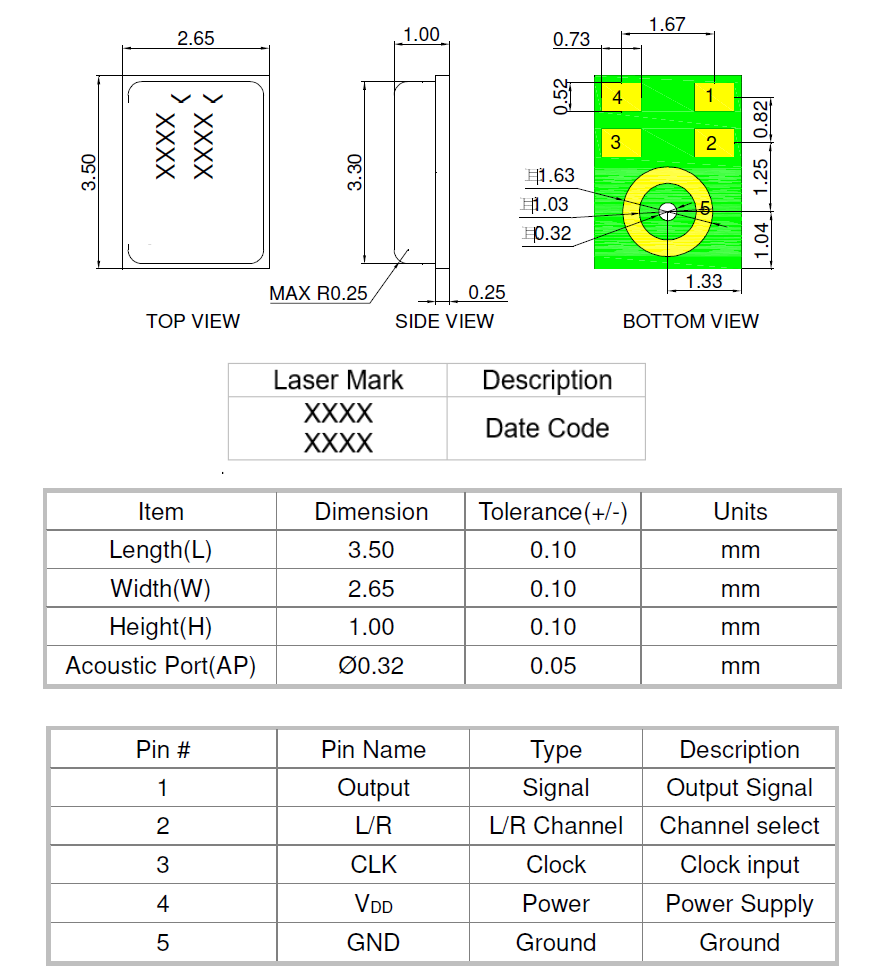 2.65
1.00
1.67
0.73
0.52
4
1
0.82
3
2
3.50
XXXX
XXXX
3.30
1.25
1.63
1.03
5
0.32
1.04
1.33
MAX R0.25
0.25
TOP VIEW
SIDE VIEW
BOTTOM VIEW
Laser Mark Description
XXXX
XXXX
Date Code
Item Dimension Tolerance(+/-) Units
Length(L) 3.50 0.10 mm
Width(W) 2.65 0.10 mm
Height(H) 1.00 0.10 mm
Acoustic Port(AP) Ø0.32 0.05 mm
Pin # Pin Name Type Description
1 Output Signal Output Signal
2 L/R L/R Channel Channel select
3 CLK Clock Clock input
4 VDD Power Power Supply
5 GND Ground Ground